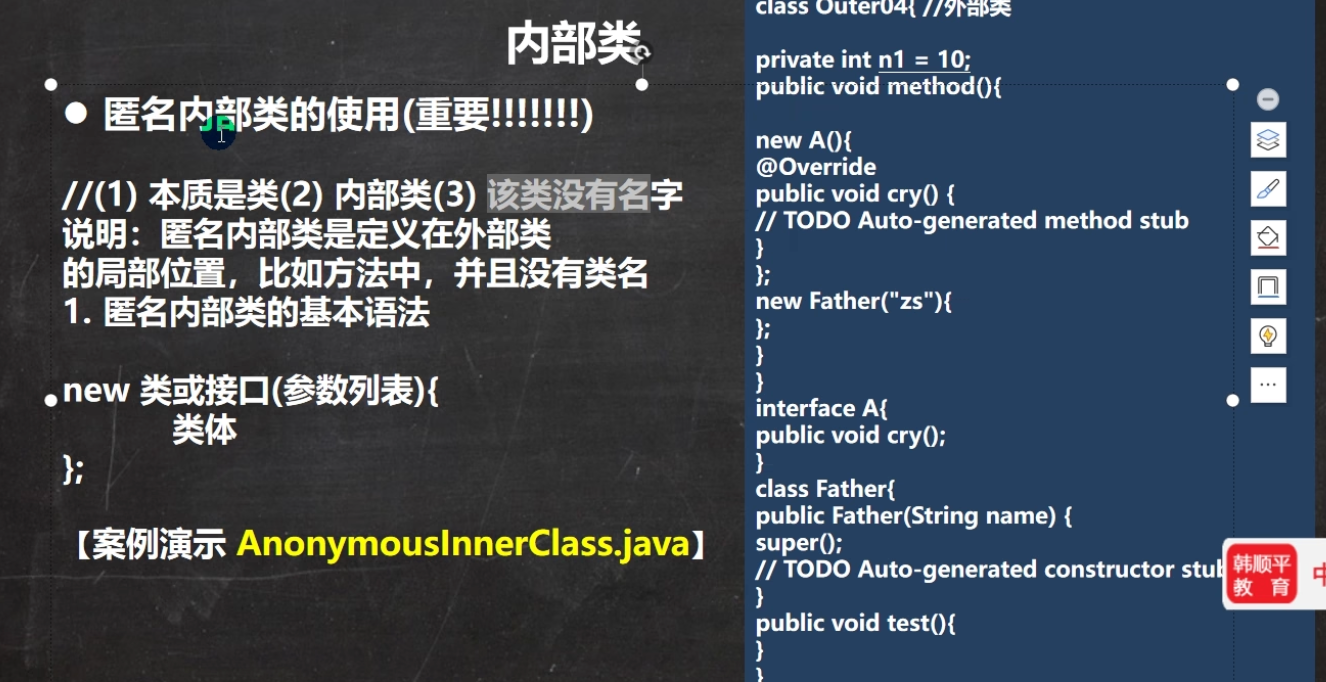 内部类
● 匿名内部类的使用(重要!!!!!!!)
//(1) 本质是类(2) 内部类(3) 该类没有名字
说明：匿名内部类是定义在外部类
的局部位置，比如方法中，并且没有类名
1. 匿名内部类的基本语法
new 类或接口(参数列表){
类体
};
【案例演示 AnonymousInnerClass.java】
class Outer04{ //外部类
private int n1 = 10;
public void method(){
new A(){
@Override
public void cry() {
// TODO Auto-generated method stub
}
};
new Father("zs"){
};
}
}
interface A{
public void cry();
}
class Father{
public Father(String name) {
super();
// TODO Auto-generated constructor stub
}
public void test(){
}
}
韩顺平
教 育
中